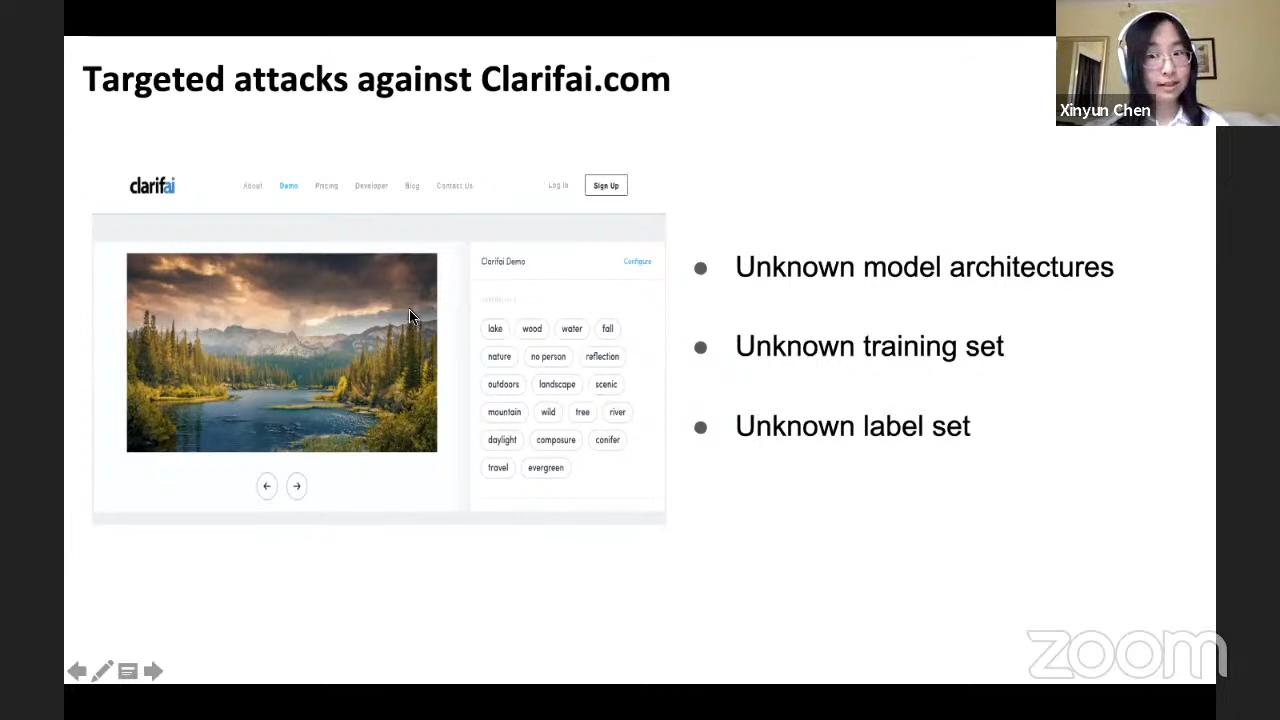 Targeted attacks against Clarifai.com
Xinyun Chen
clarifai
About Demo Pricing Developer Blog Contact Us Log In Sign Up
Clarifai Demo Configure
lake wood water fall
nature no person reflection
outdoors landscape scenic
mountain wild tree river
daylight composure conifer
travel evergreen
• Unknown model architectures
• Unknown training set
• Unknown label set
zoom